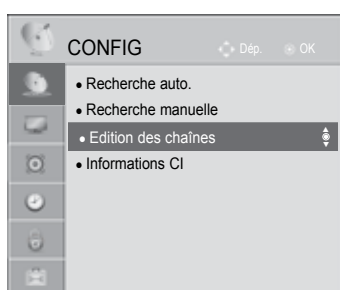 CONFIG Dép. OK
• Recherche auto.
• Recherche manuelle
• Edition des chaînes
• Informations CI